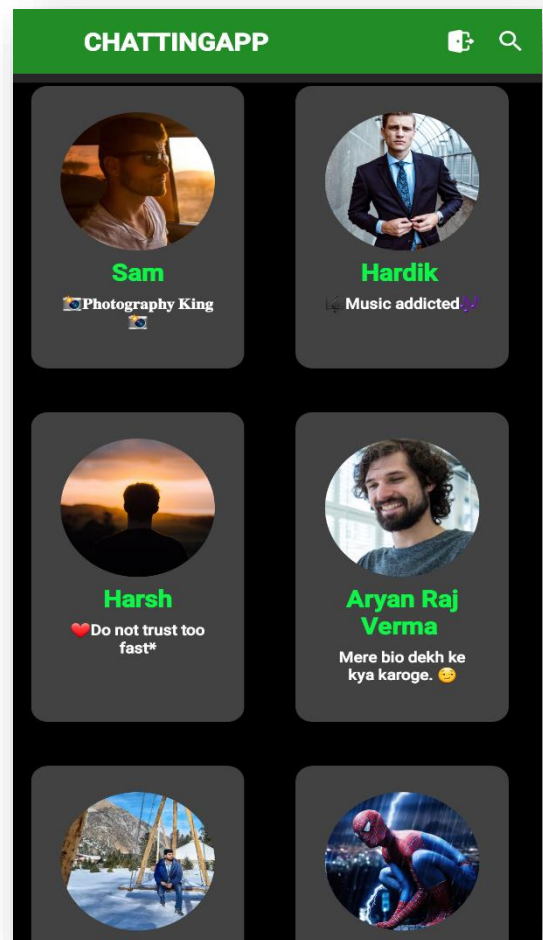 CHATTINGAPP
Sam
📷Photography King
📷
Hardik
🎼Music addicted🎶
Harsh
❤️Do not trust too
fast*
Aryan Raj
Verma
Mere bio dekh ke
kya karoge. 😏